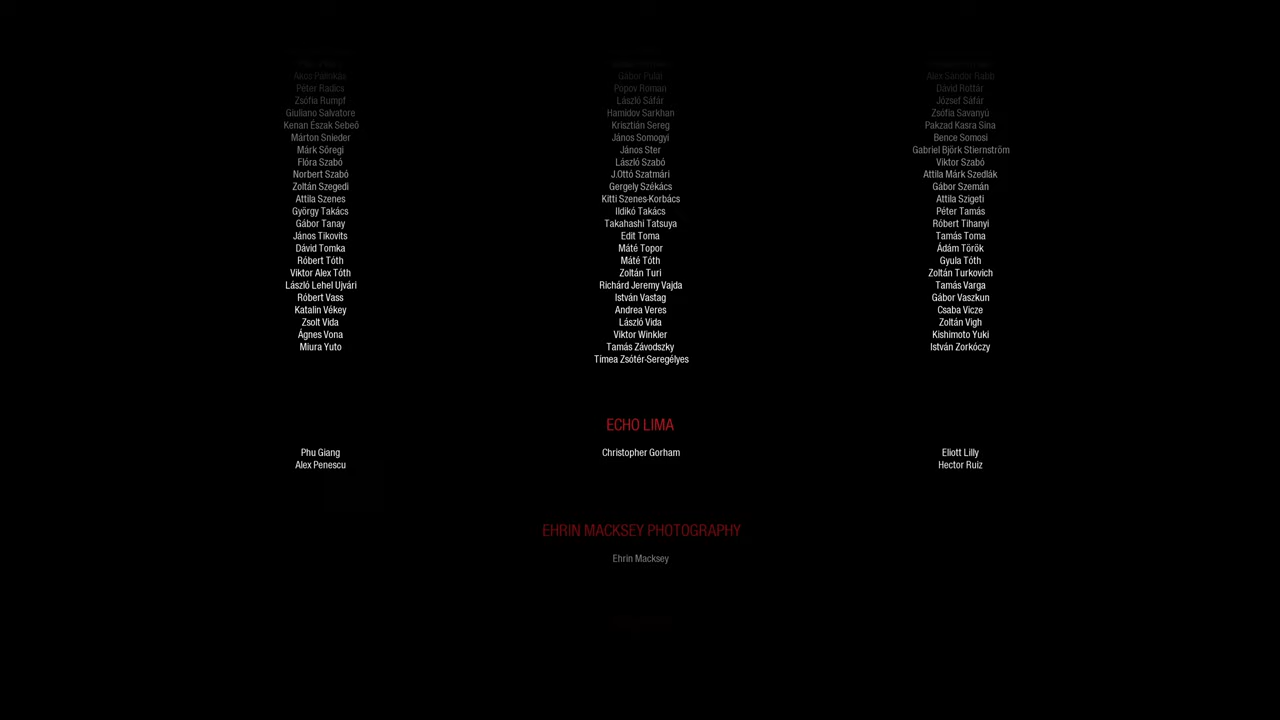 Ákos Palinkás Gábor Pulai Alex Sándor Rabb
Péter Radics Popov Roman Dávid Rottár
Zsófia Rumpf László Sáfár József Sáfár
Giuliano Salvatore Hamidov Sarkhan Zsófia Savanyú
Kenan Észak Sebeő Krisztián Sereg Pakzad Kasra Sina
Márton Snieder János Somogyi Bence Somosi
Márk Söregi János Ster Gabriel Björk Stiernström
Flóra Szabó László Szabó Viktor Szabó
Norbert Szabó J.Ottó Szatmári Attila Márk Szedlák
Zoltán Szegedi Gergely Székács Gábor Szemán
Attila Szenes Kitti Szenes-Korbács Attila Szigeti
György Takács Ildikó Takács Péter Tamás
Gábor Tanay Takahashi Tatsuya Róbert Tihanyi
János Tikovits Edit Toma Tamás Toma
Dávid Tomka Máté Topor Ádám Török
Róbert Tóth Máté Tóth Gyula Tóth
Viktor Alex Tóth Zoltán Turi Zoltán Turkovich
László Lehel Ujvári Richárd Jeremy Vajda Tamás Varga
Róbert Vass István Vastag Gábor Vaszkun
Katalin Vékey Andrea Veres Csaba Vicze
Zsolt Vida László Vida Zoltán Vigh
Ágnes Vona Viktor Winkler Kishimoto Yuki
Miura Yuto Tamás Závodszky István Zorkóczy
Tímea Zsótér-Seregélyes
ECHO LIMA
Phu Giang Christopher Gorham Eliott Lilly
Alex Penescu Hector Ruiz
EHRIN MACKSEY PHOTOGRAPHY
Ehrin Macksey